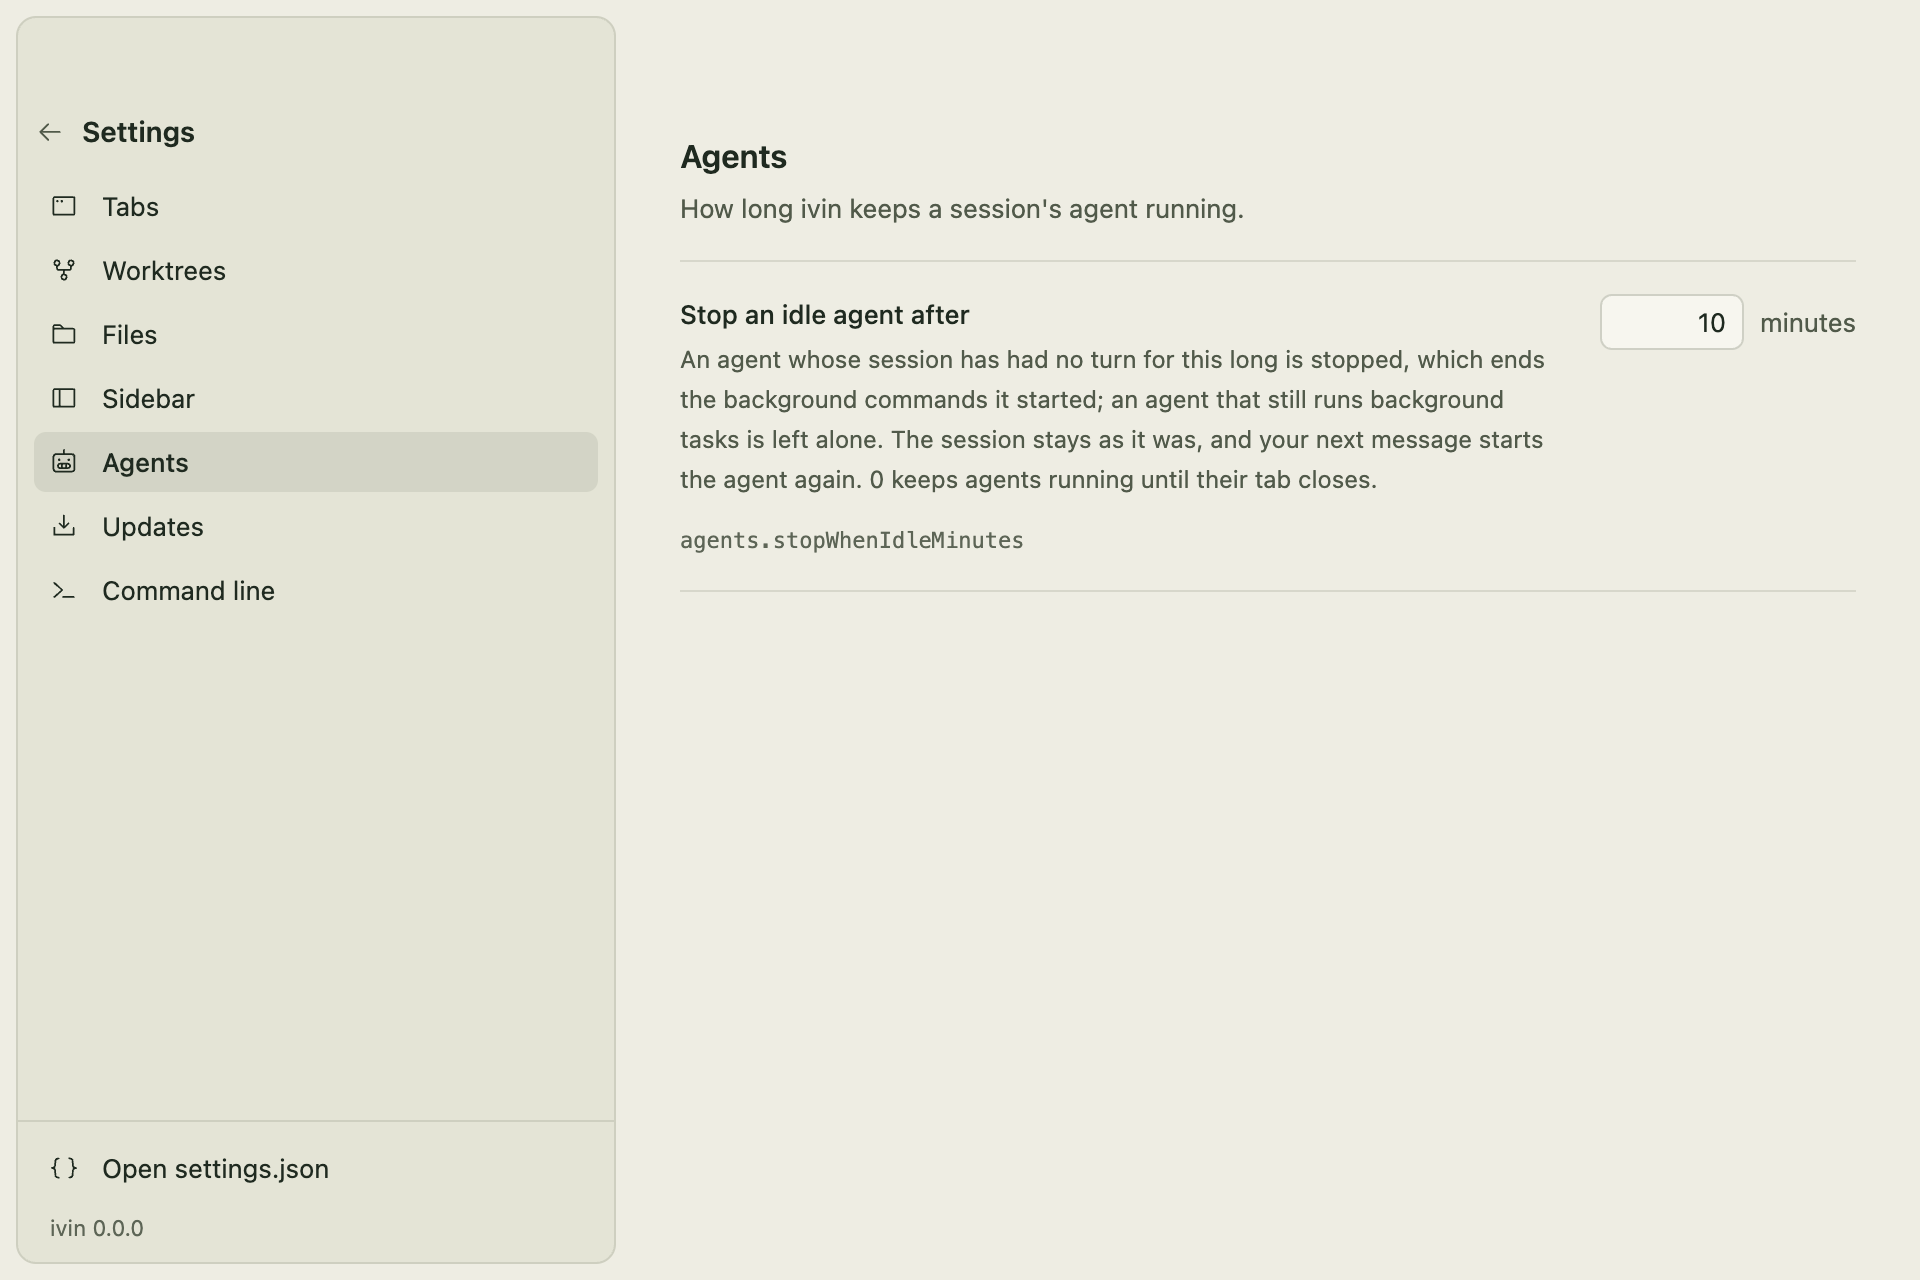 Settings
Tabs
Worktrees
Files
Sidebar
Agents
Updates
Command line
{ } Open settings.json
ivin 0.0.0
Agents
How long ivin keeps a session's agent running.
Stop an idle agent after
10 minutes
An agent whose session has had no turn for this long is stopped, which ends
the background commands it started; an agent that still runs background
tasks is left alone. The session stays as it was, and your next message starts
the agent again. 0 keeps agents running until their tab closes.
agents.stopWhenIdleMinutes